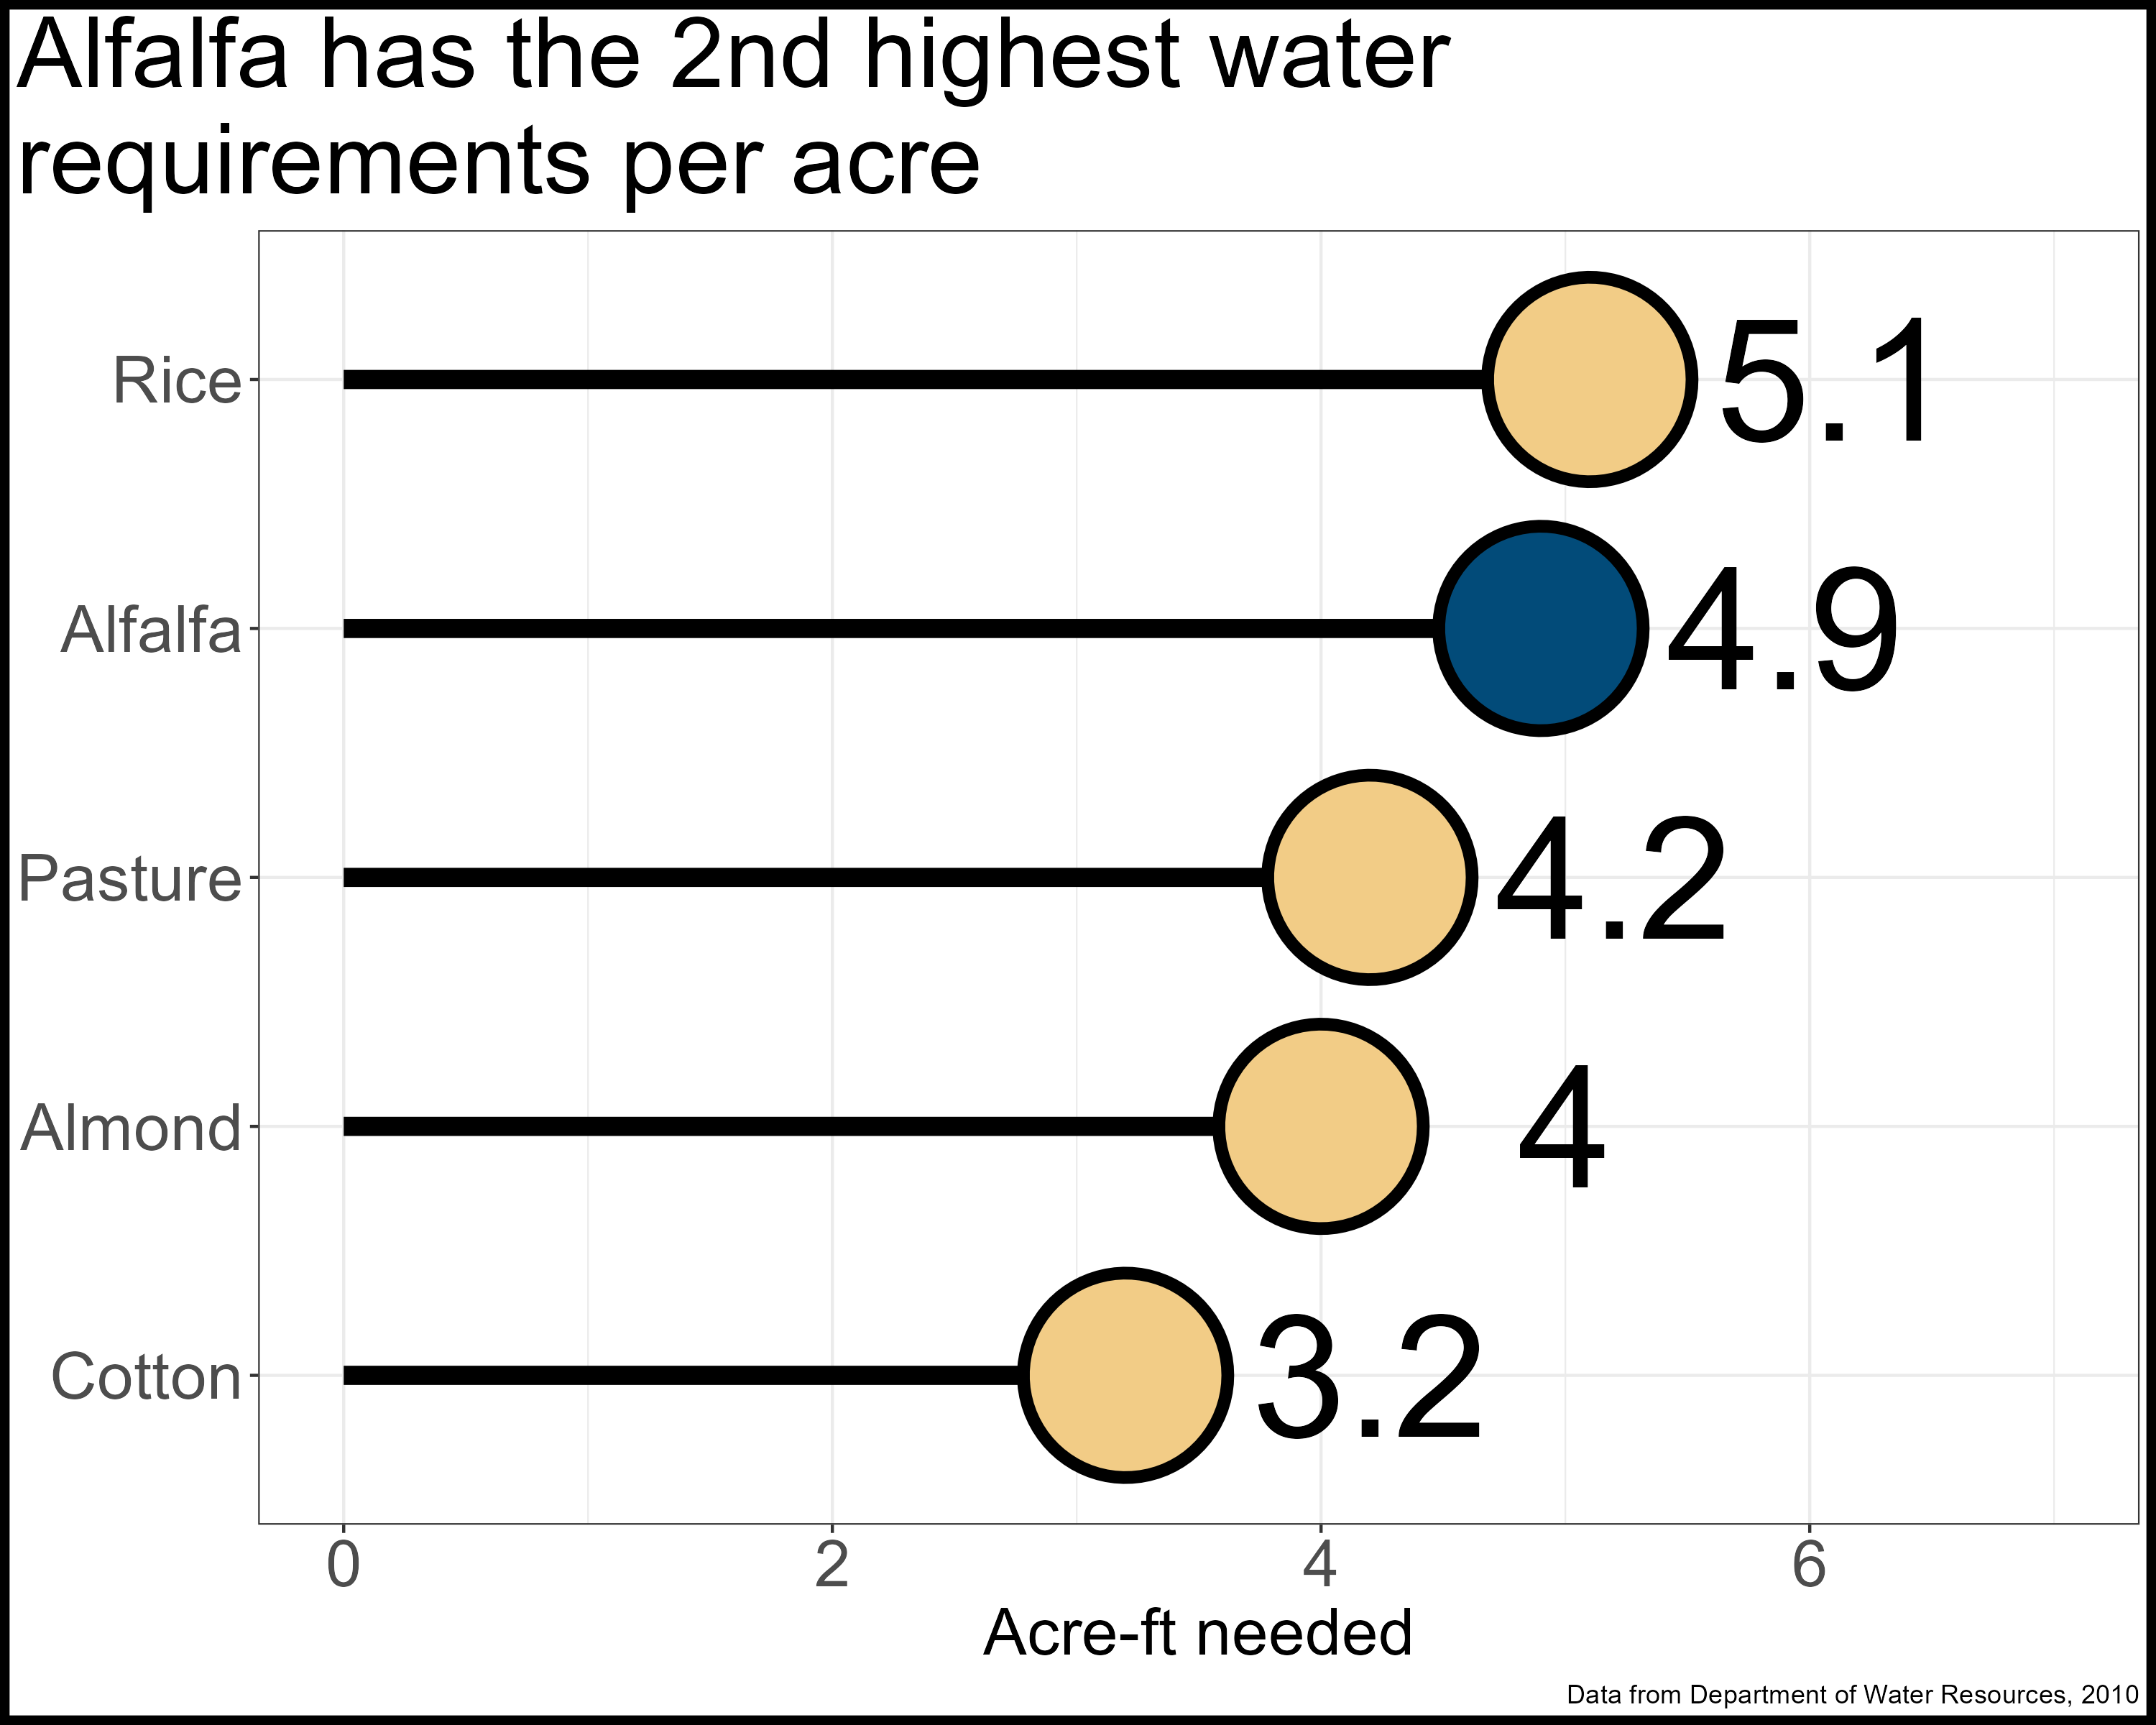 Alfalfa has the 2nd highest water
requirements per acre
Rice
5.1
Alfalfa
4.9
Pasture
4.2
Almond
4
Cotton
3.2
0 2 4 6
Acre-ft needed
Data from Department of Water Resources, 2010